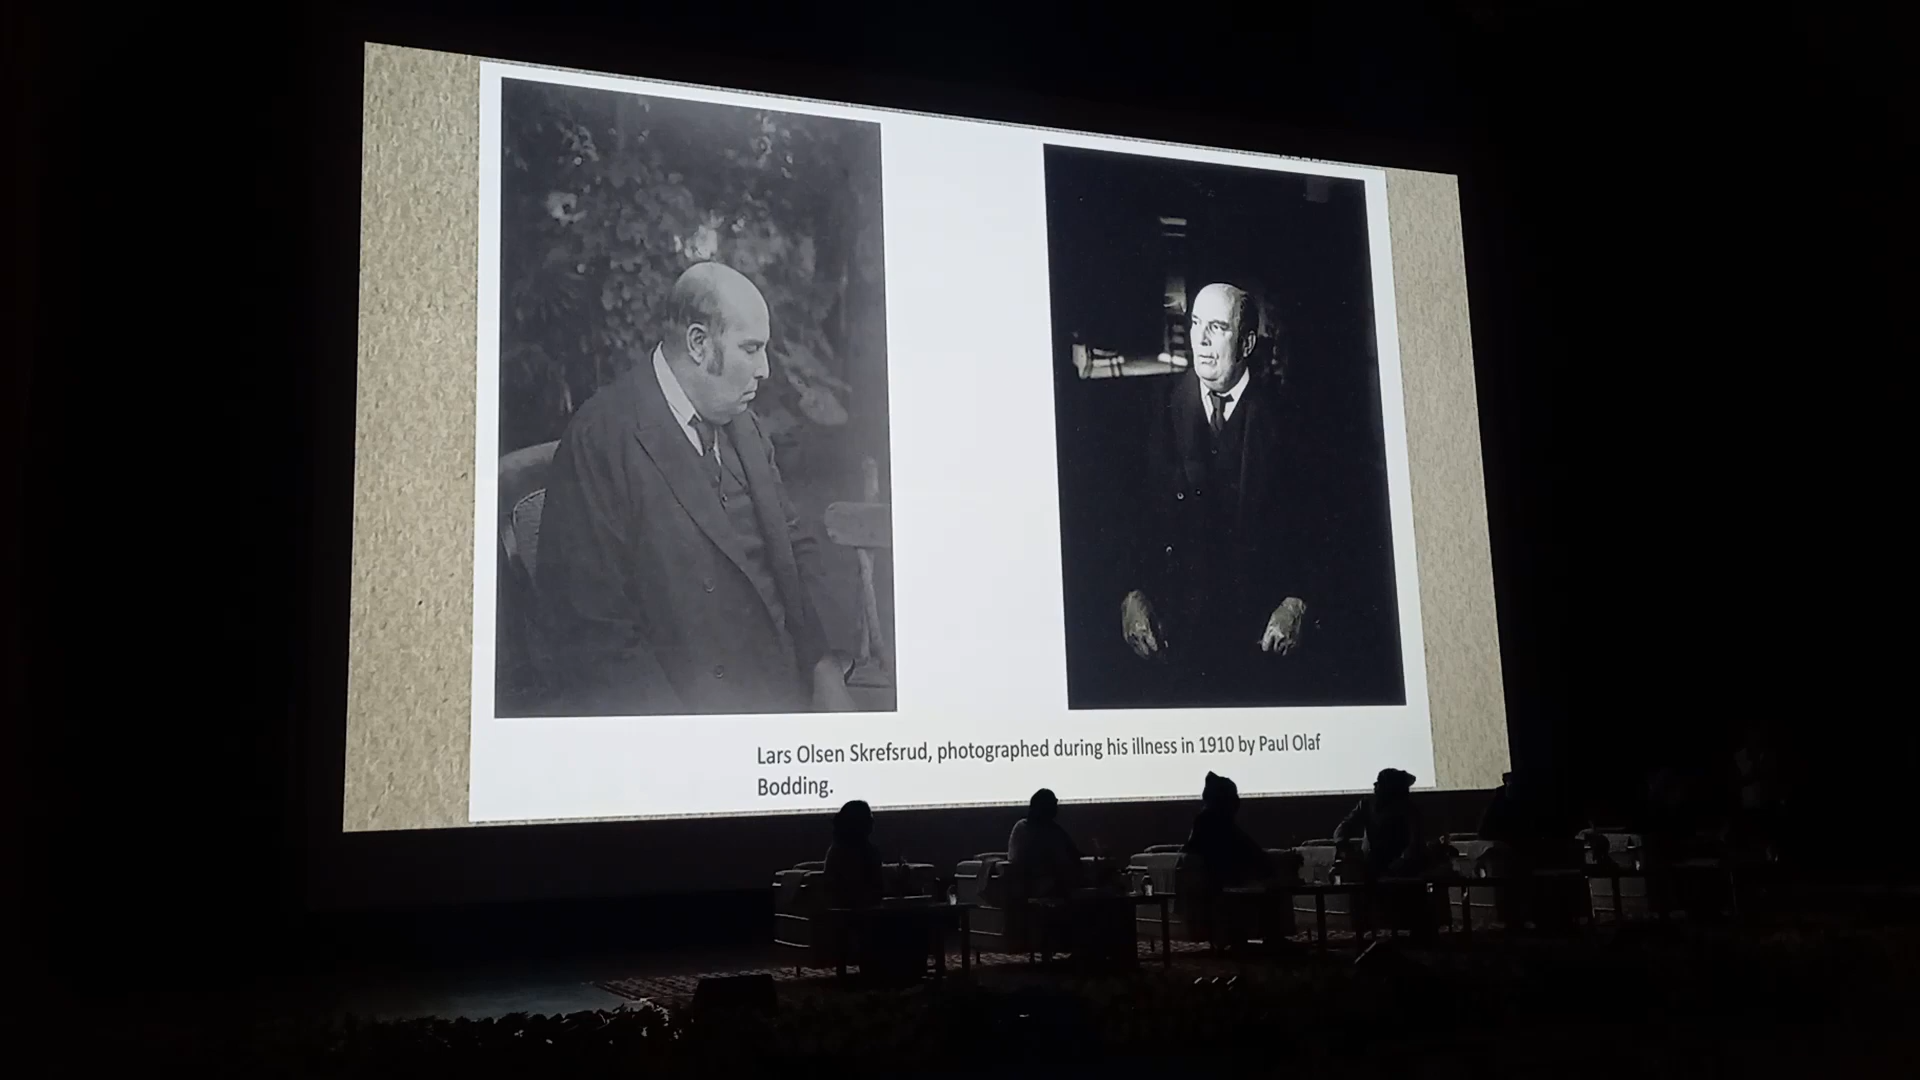 Lars Olsen Skrefsrud, photographed during his illness in 1910 by Paul Olaf
Bodding.